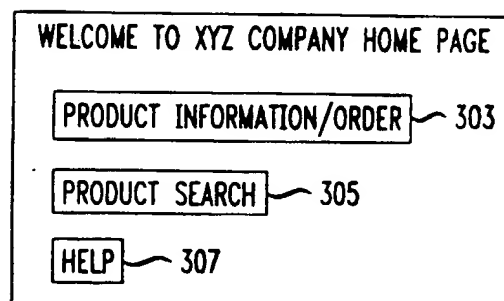 WELCOME TO XYZ COMPANY HOME PAGE
PRODUCT INFORMATION/ORDER 303
PRODUCT SEARCH 305
HELP 307